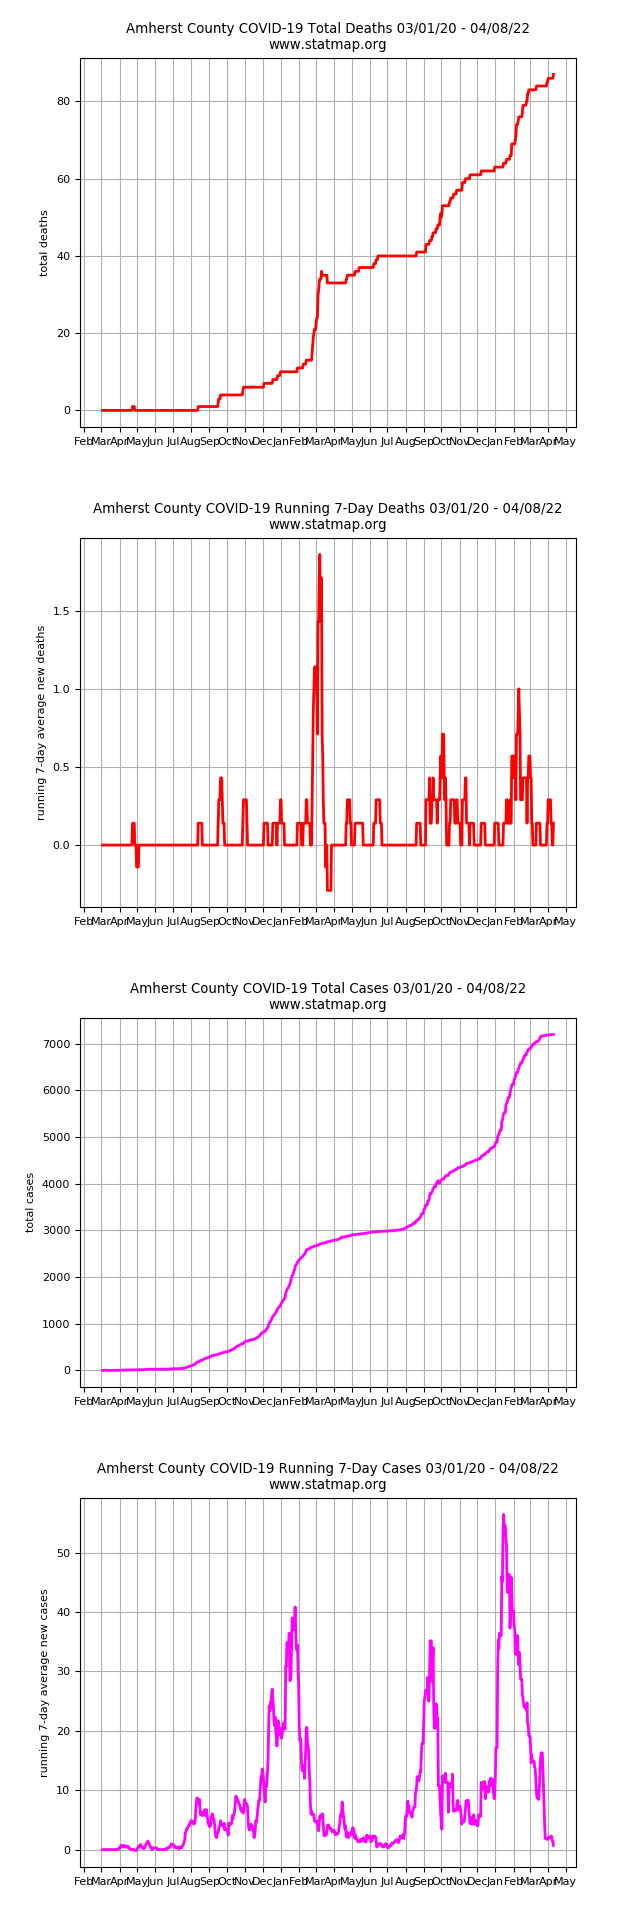 Amherst County COVID-19 Total Deaths 03/01/20 - 04/08/22
www.statmap.org
80
60
40
20
0
total deaths
Feb Mar Apr May Jun Jul Aug Sep Oct Nov Dec Jan Feb Mar Apr May Jun Jul Aug Sep Oct Nov Dec Jan Feb Mar Apr May
Amherst County COVID-19 Running 7-Day Deaths 03/01/20 - 04/08/22
www.statmap.org
1.5
1.0
0.5
0.0
running 7-day average new deaths
Feb Mar Apr May Jun Jul Aug Sep Oct Nov Dec Jan Feb Mar Apr May Jun Jul Aug Sep Oct Nov Dec Jan Feb Mar Apr May
Amherst County COVID-19 Total Cases 03/01/20 - 04/08/22
www.statmap.org
7000
6000
5000
4000
3000
2000
1000
0
total cases
Feb Mar Apr May Jun Jul Aug Sep Oct Nov Dec Jan Feb Mar Apr May Jun Jul Aug Sep Oct Nov Dec Jan Feb Mar Apr May
Amherst County COVID-19 Running 7-Day Cases 03/01/20 - 04/08/22
www.statmap.org
50
40
30
20
10
0
running 7-day average new cases
Feb Mar Apr May Jun Jul Aug Sep Oct Nov Dec Jan Feb Mar Apr May Jun Jul Aug Sep Oct Nov Dec Jan Feb Mar Apr May